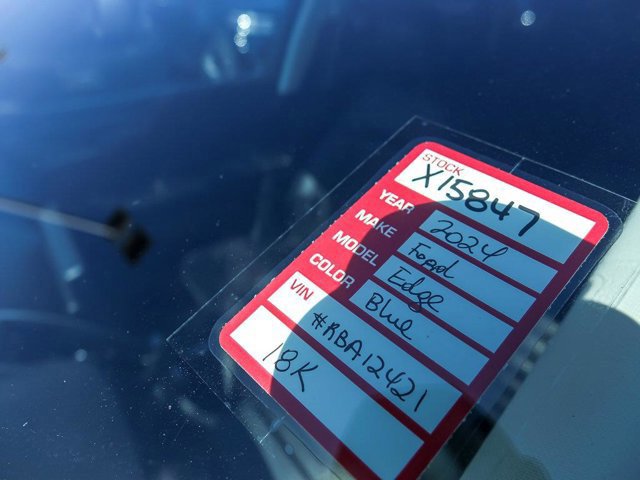 STOCK
X15847
YEAR 2024
MAKE Ford
MODEL Edge
COLOR Blue
VIN #RBA12421
18K